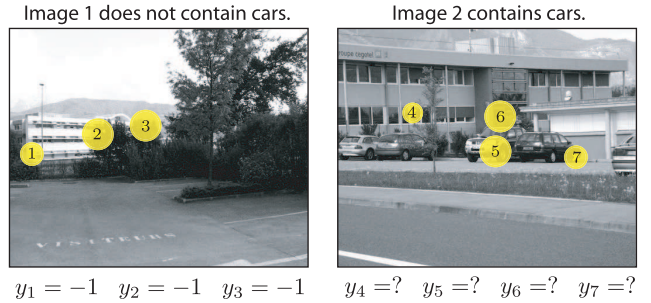 Image 1 does not contain cars.
Image 2 contains cars.
1
2
3
VISITEURS
4
6
5
7
y₁ = −1 y₂ = −1 y₃ = −1
y₄ =? y₅ =? y₆ =? y₇ =?